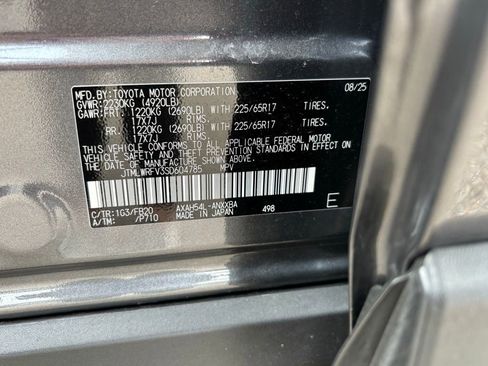 MFD.BY:TOYOTA MOTOR CORPORATION 08/25
GVWR:2230KG (4920LB)
GAWR:FRT. 1220KG (2690LB) WITH 225/65R17 TIRES.
17X7J RIMS.
RR. 1220KG (2690LB) WITH 225/65R17 TIRES.
17X7J RIMS.
THIS VEHICLE CONFORMS TO ALL APPLICABLE FEDERAL MOTOR
VEHICLE SAFETY AND BUMPER STANDARDS IN EFFECT ON
THE DATE OF MANUFACTURE SHOWN ABOVE.
JTMLWRFV3SD604785 MPV
C/TR:1G3/FB20 AXAH54L-ANXXBA
A/TM: /P710 MADE IN JAPAN 498
E